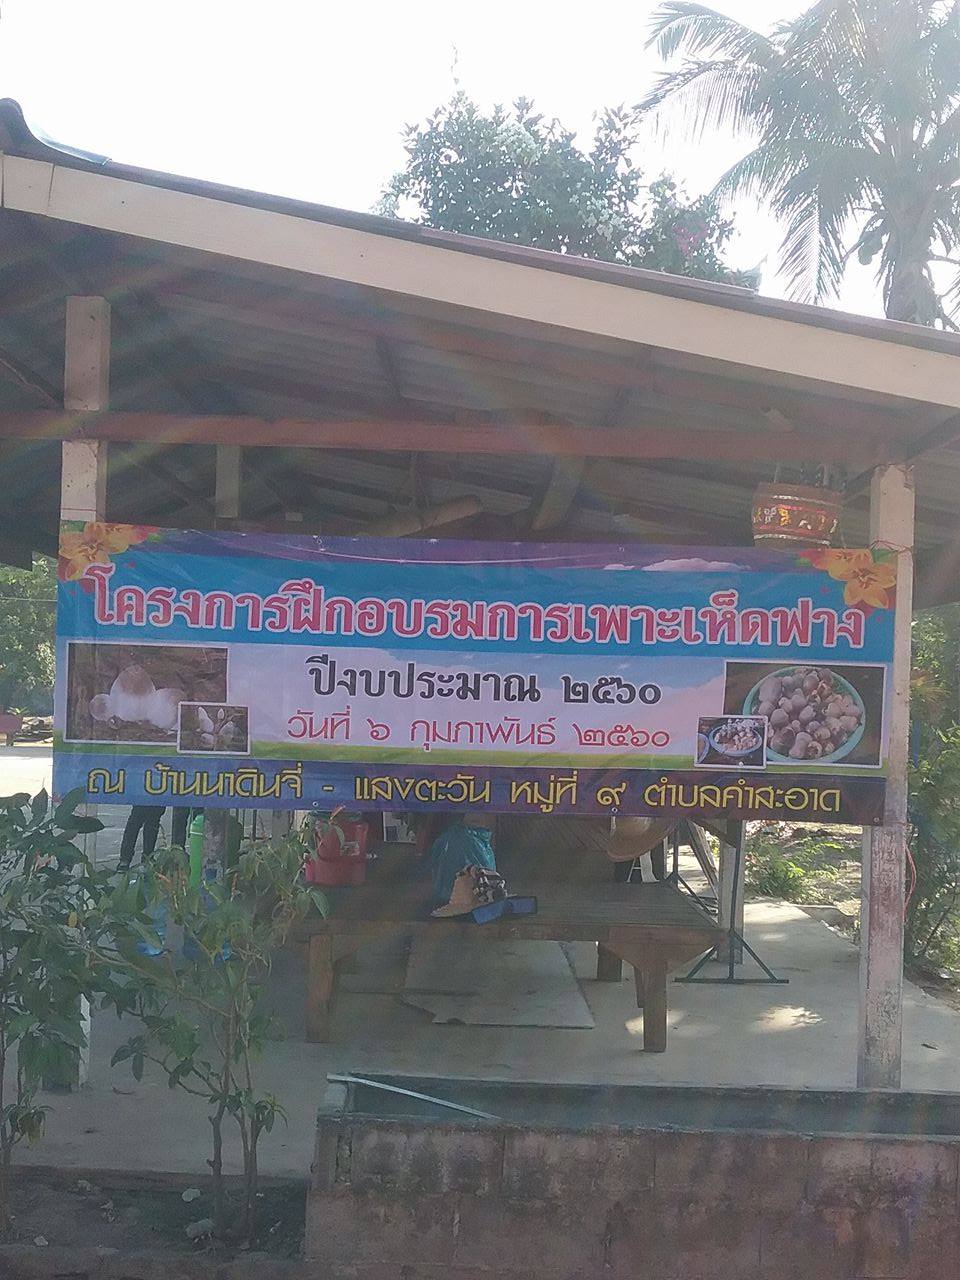 โครงการฝึกอบรมการเพาะเห็ดฟาง
ปีงบประมาณ ๒๕๖๐
วันที่ ๖ กุมภาพันธ์ ๒๕๖๐
ณ บ้านนาดินจี่ - แสงตะวัน หมู่ที่ ๙ ตำบลคำสะอาด